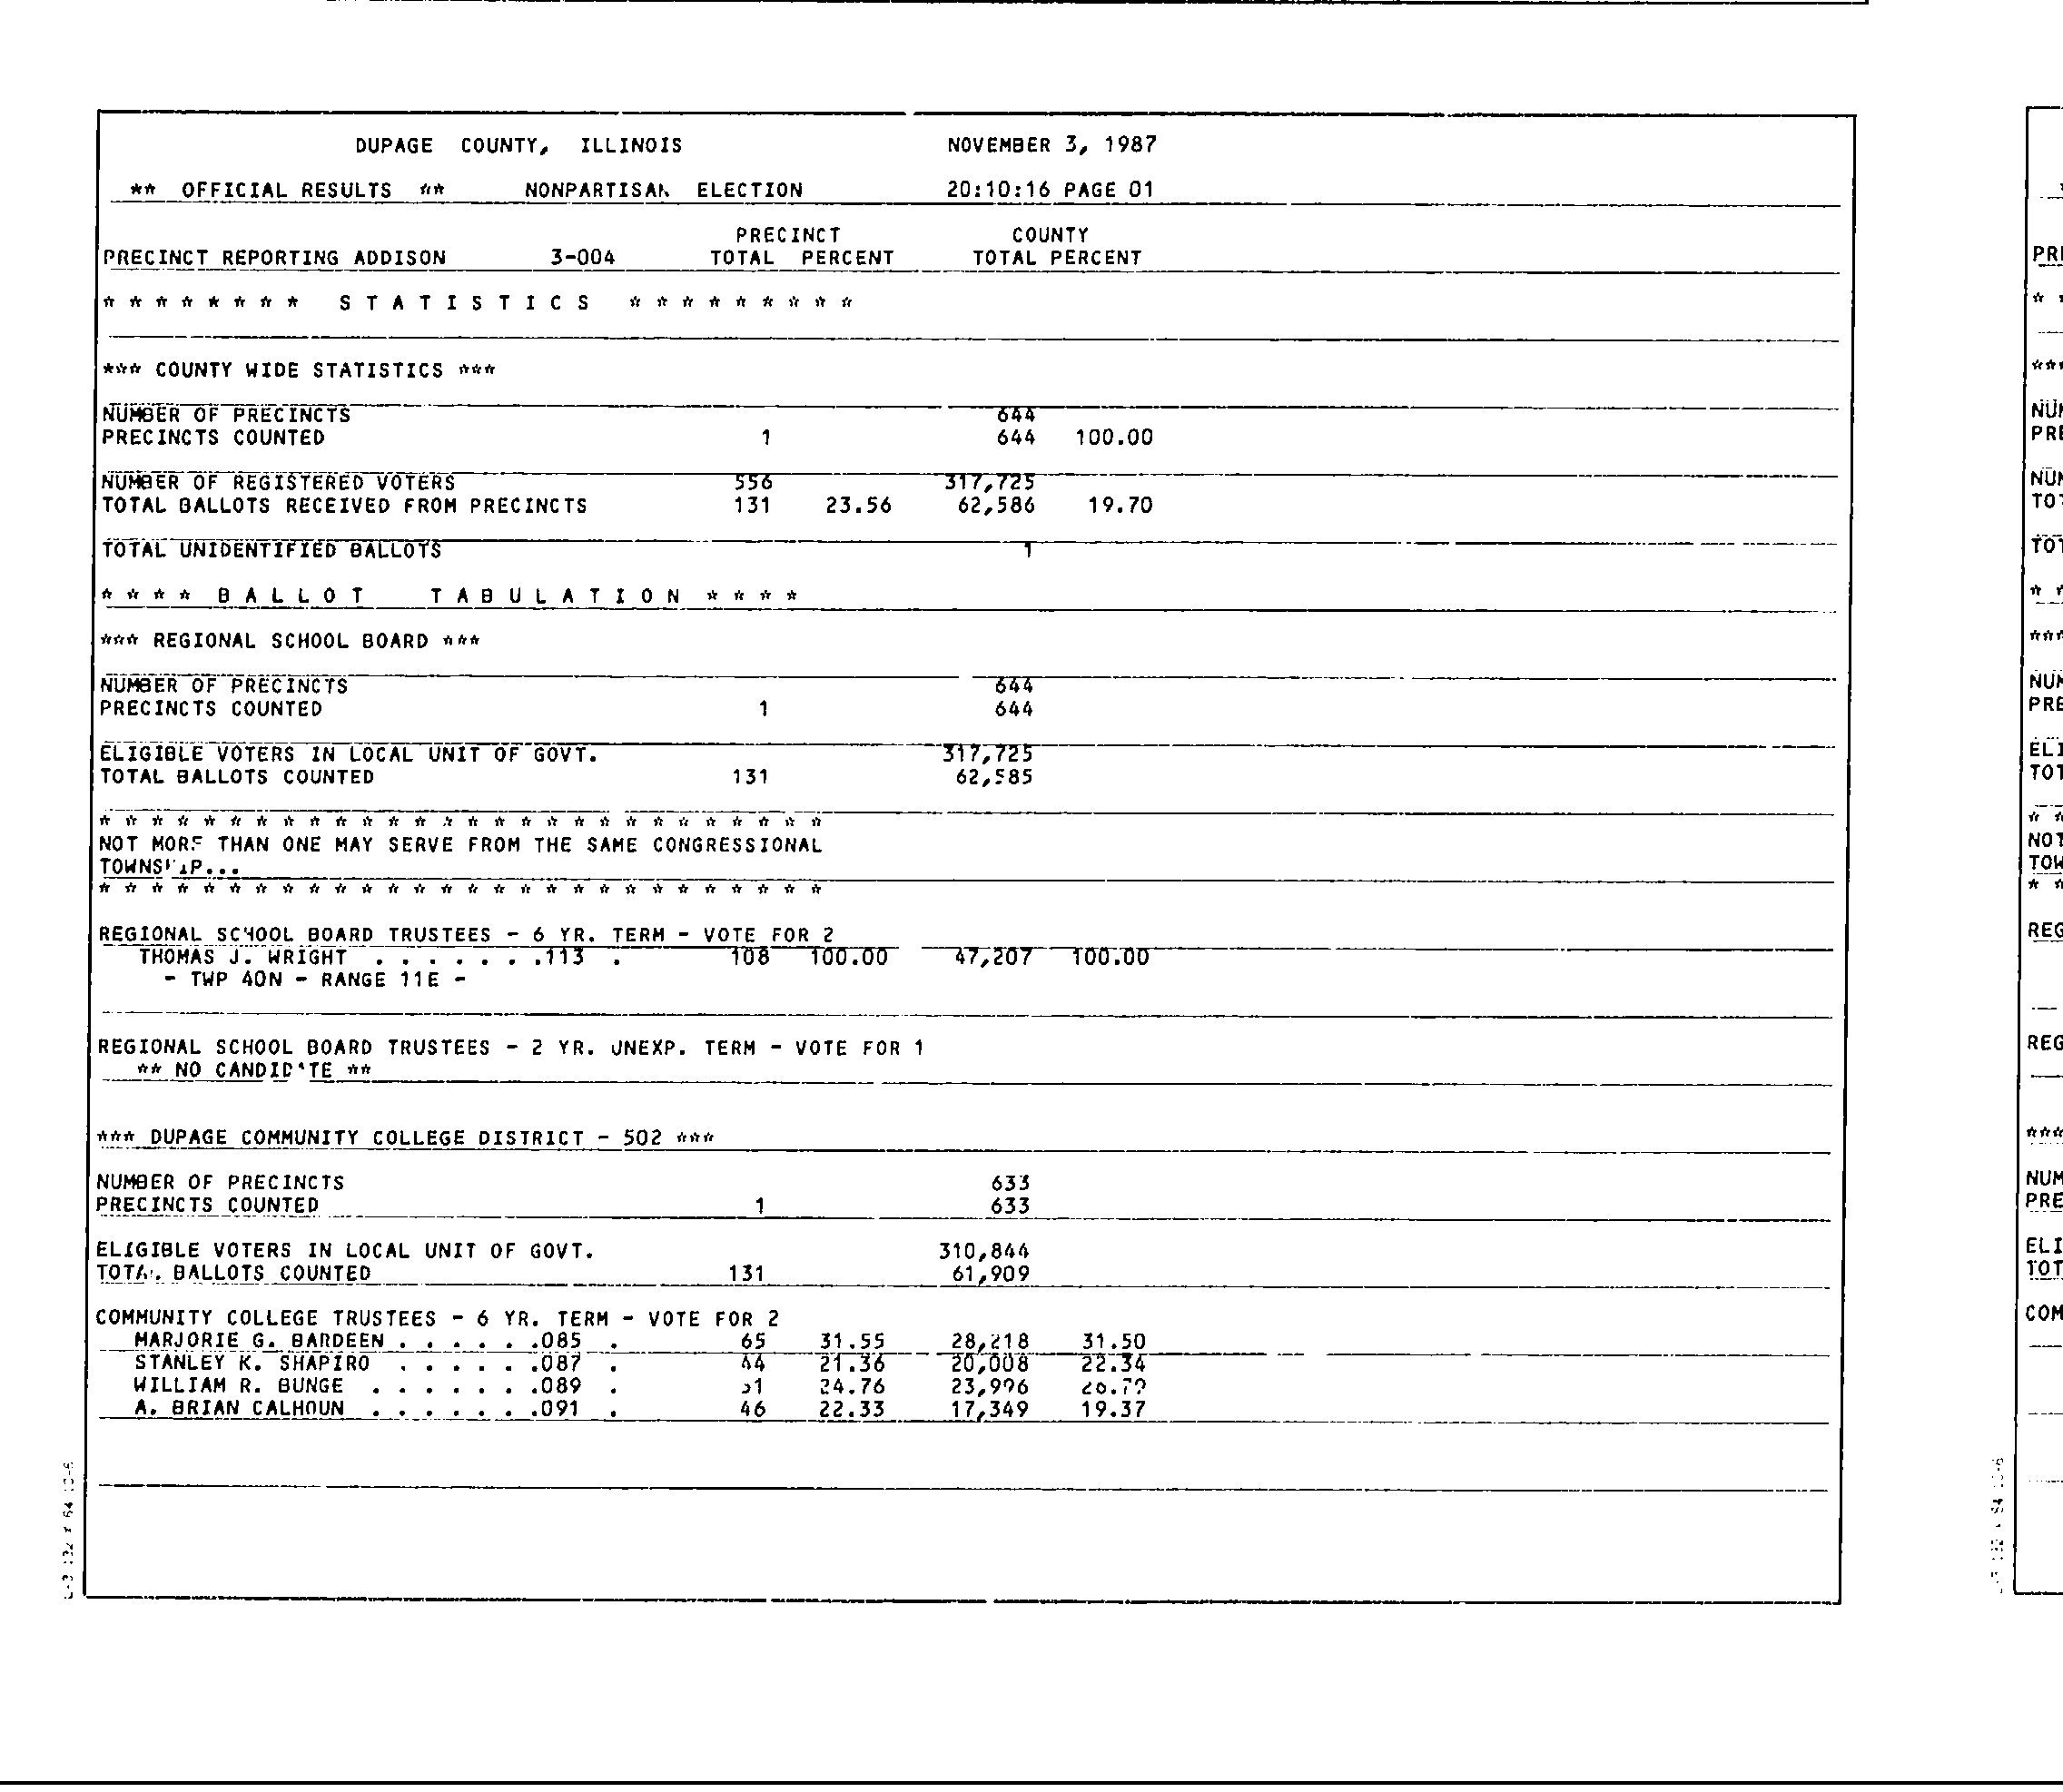 DUPAGE COUNTY, ILLINOIS NOVEMBER 3, 1987
** OFFICIAL RESULTS ** NONPARTISAN ELECTION 20:10:16 PAGE 01
PRECINCT COUNTY
PRECINCT REPORTING ADDISON 3-004 TOTAL PERCENT TOTAL PERCENT
* * * * * * * * S T A T I S T I C S * * * * * * * * *
*** COUNTY WIDE STATISTICS ***
NUMBER OF PRECINCTS 644
PRECINCTS COUNTED 1 644 100.00
NUMBER OF REGISTERED VOTERS 556 317,725
TOTAL BALLOTS RECEIVED FROM PRECINCTS 131 23.56 62,586 19.70
TOTAL UNIDENTIFIED BALLOTS 1
* * * * B A L L O T T A B U L A T I O N * * * *
*** REGIONAL SCHOOL BOARD ***
NUMBER OF PRECINCTS 644
PRECINCTS COUNTED 1 644
ELIGIBLE VOTERS IN LOCAL UNIT OF GOVT. 317,725
TOTAL BALLOTS COUNTED 131 62,585
* * * * * * * * * * * * * * * * * * * * * * * * * * * *
NOT MORE THAN ONE MAY SERVE FROM THE SAME CONGRESSIONAL
TOWNSHIP...
* * * * * * * * * * * * * * * * * * * * * * * * * * * *
REGIONAL SCHOOL BOARD TRUSTEES - 6 YR. TERM - VOTE FOR 2
THOMAS J. WRIGHT . . . . . . .113 . 108 100.00 47,207 100.00
- TWP 40N - RANGE 11E -
REGIONAL SCHOOL BOARD TRUSTEES - 2 YR. UNEXP. TERM - VOTE FOR 1
** NO CANDIDATE **
*** DUPAGE COMMUNITY COLLEGE DISTRICT - 502 ***
NUMBER OF PRECINCTS 633
PRECINCTS COUNTED 1 633
ELIGIBLE VOTERS IN LOCAL UNIT OF GOVT. 310,844
TOTAL BALLOTS COUNTED 131 61,909
COMMUNITY COLLEGE TRUSTEES - 6 YR. TERM - VOTE FOR 2
MARJORIE G. BARDEEN . . . . . .085 . 65 31.55 28,218 31.50
STANLEY K. SHAPIRO . . . . . .087 . 44 21.36 20,008 22.34
WILLIAM R. BUNGE . . . . . . .089 . 51 24.76 23,996 26.79
A. BRIAN CALHOUN . . . . . . .091 . 46 22.33 17,349 19.37